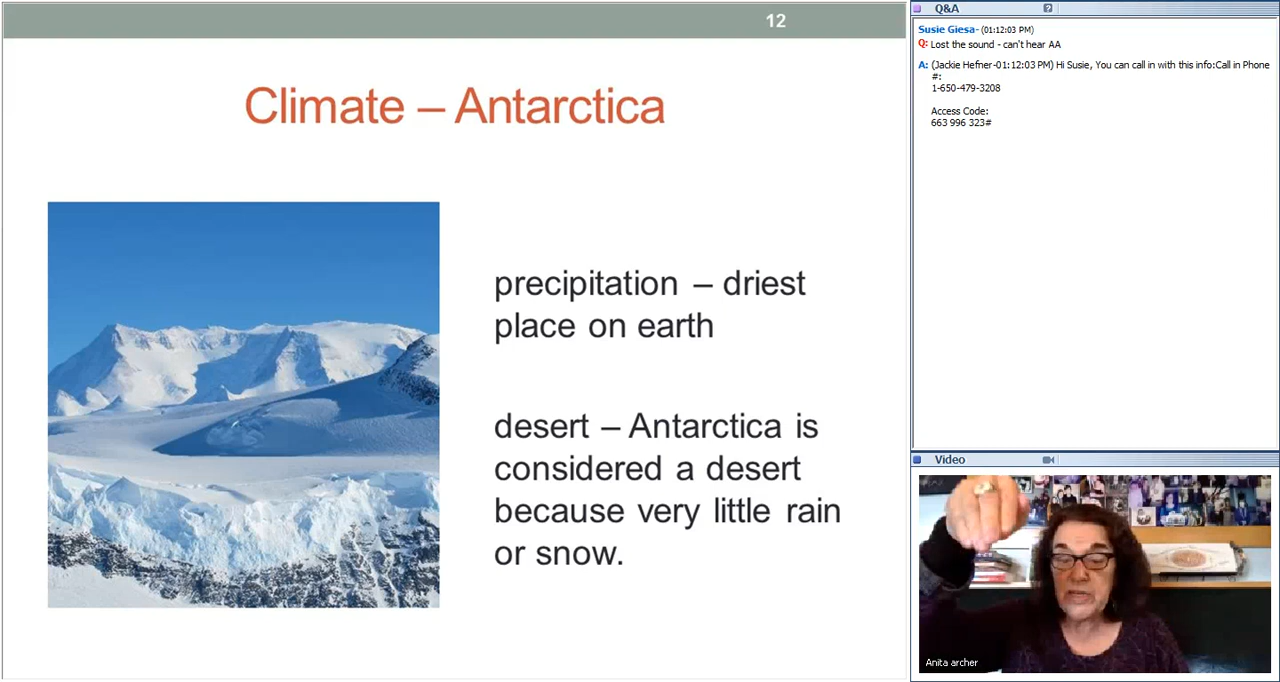 12
Climate – Antarctica
precipitation – driest
place on earth
desert – Antarctica is
considered a desert
because very little rain
or snow.
Q&A
?
Susie Giesa- (01:12:03 PM)
Q: Lost the sound - can't hear AA
A: (Jackie Hefner-01:12:03 PM) Hi Susie, You can call in with this info:Call in Phone
#:
1-650-479-3208
Access Code:
663 996 323#
Video
Anita archer